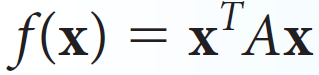 f(x) = x^T Ax